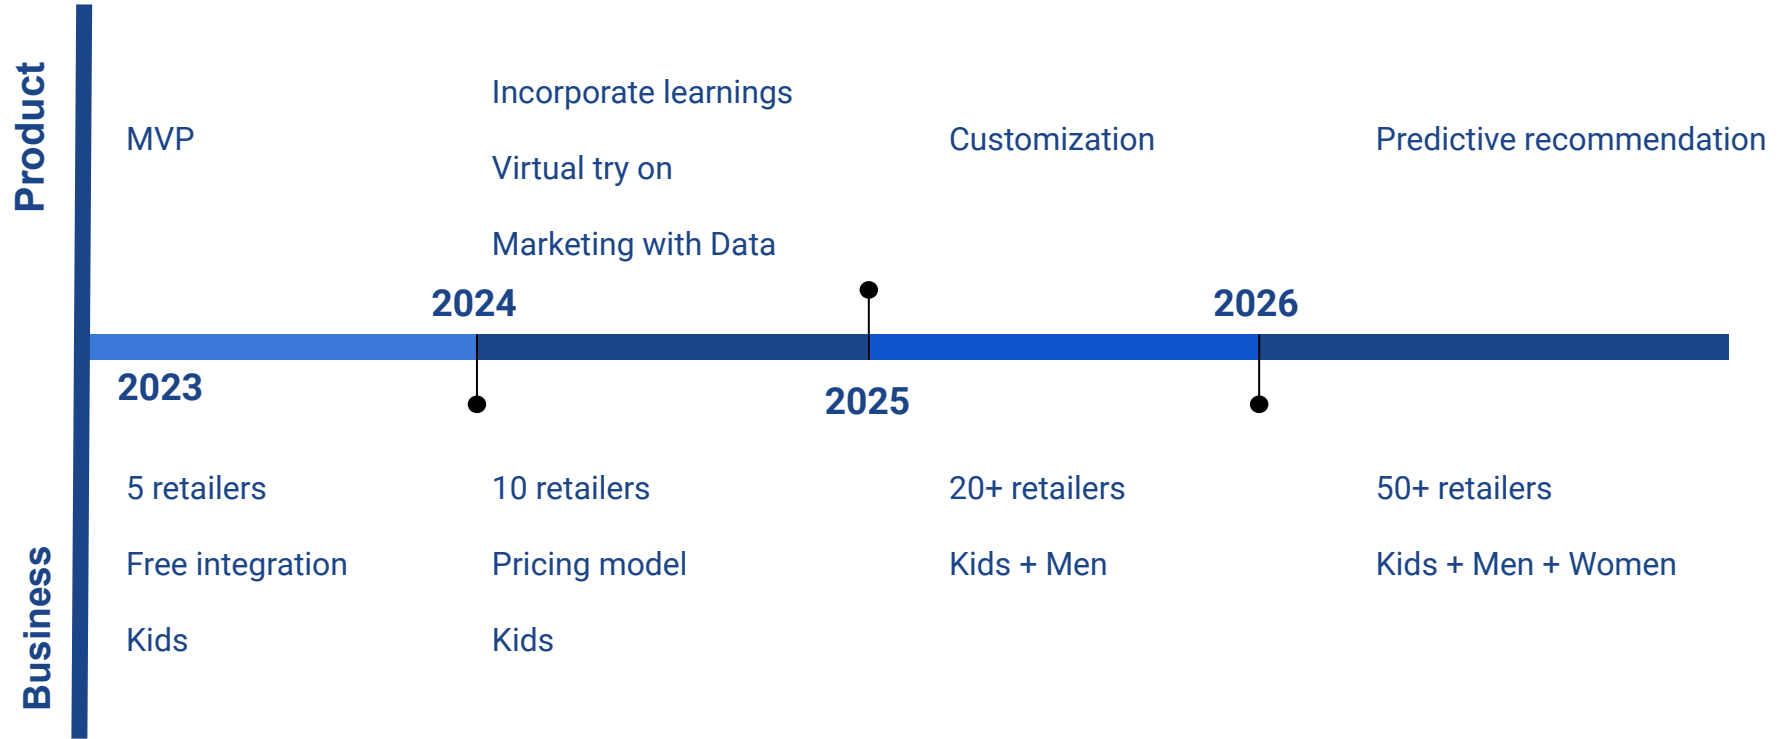 Product
MVP
Incorporate learnings
Virtual try on
Marketing with Data
Customization
Predictive recommendation
2024
2026
2023
2025
Business
5 retailers
Free integration
Kids
10 retailers
Pricing model
Kids
20+ retailers
Kids + Men
50+ retailers
Kids + Men + Women